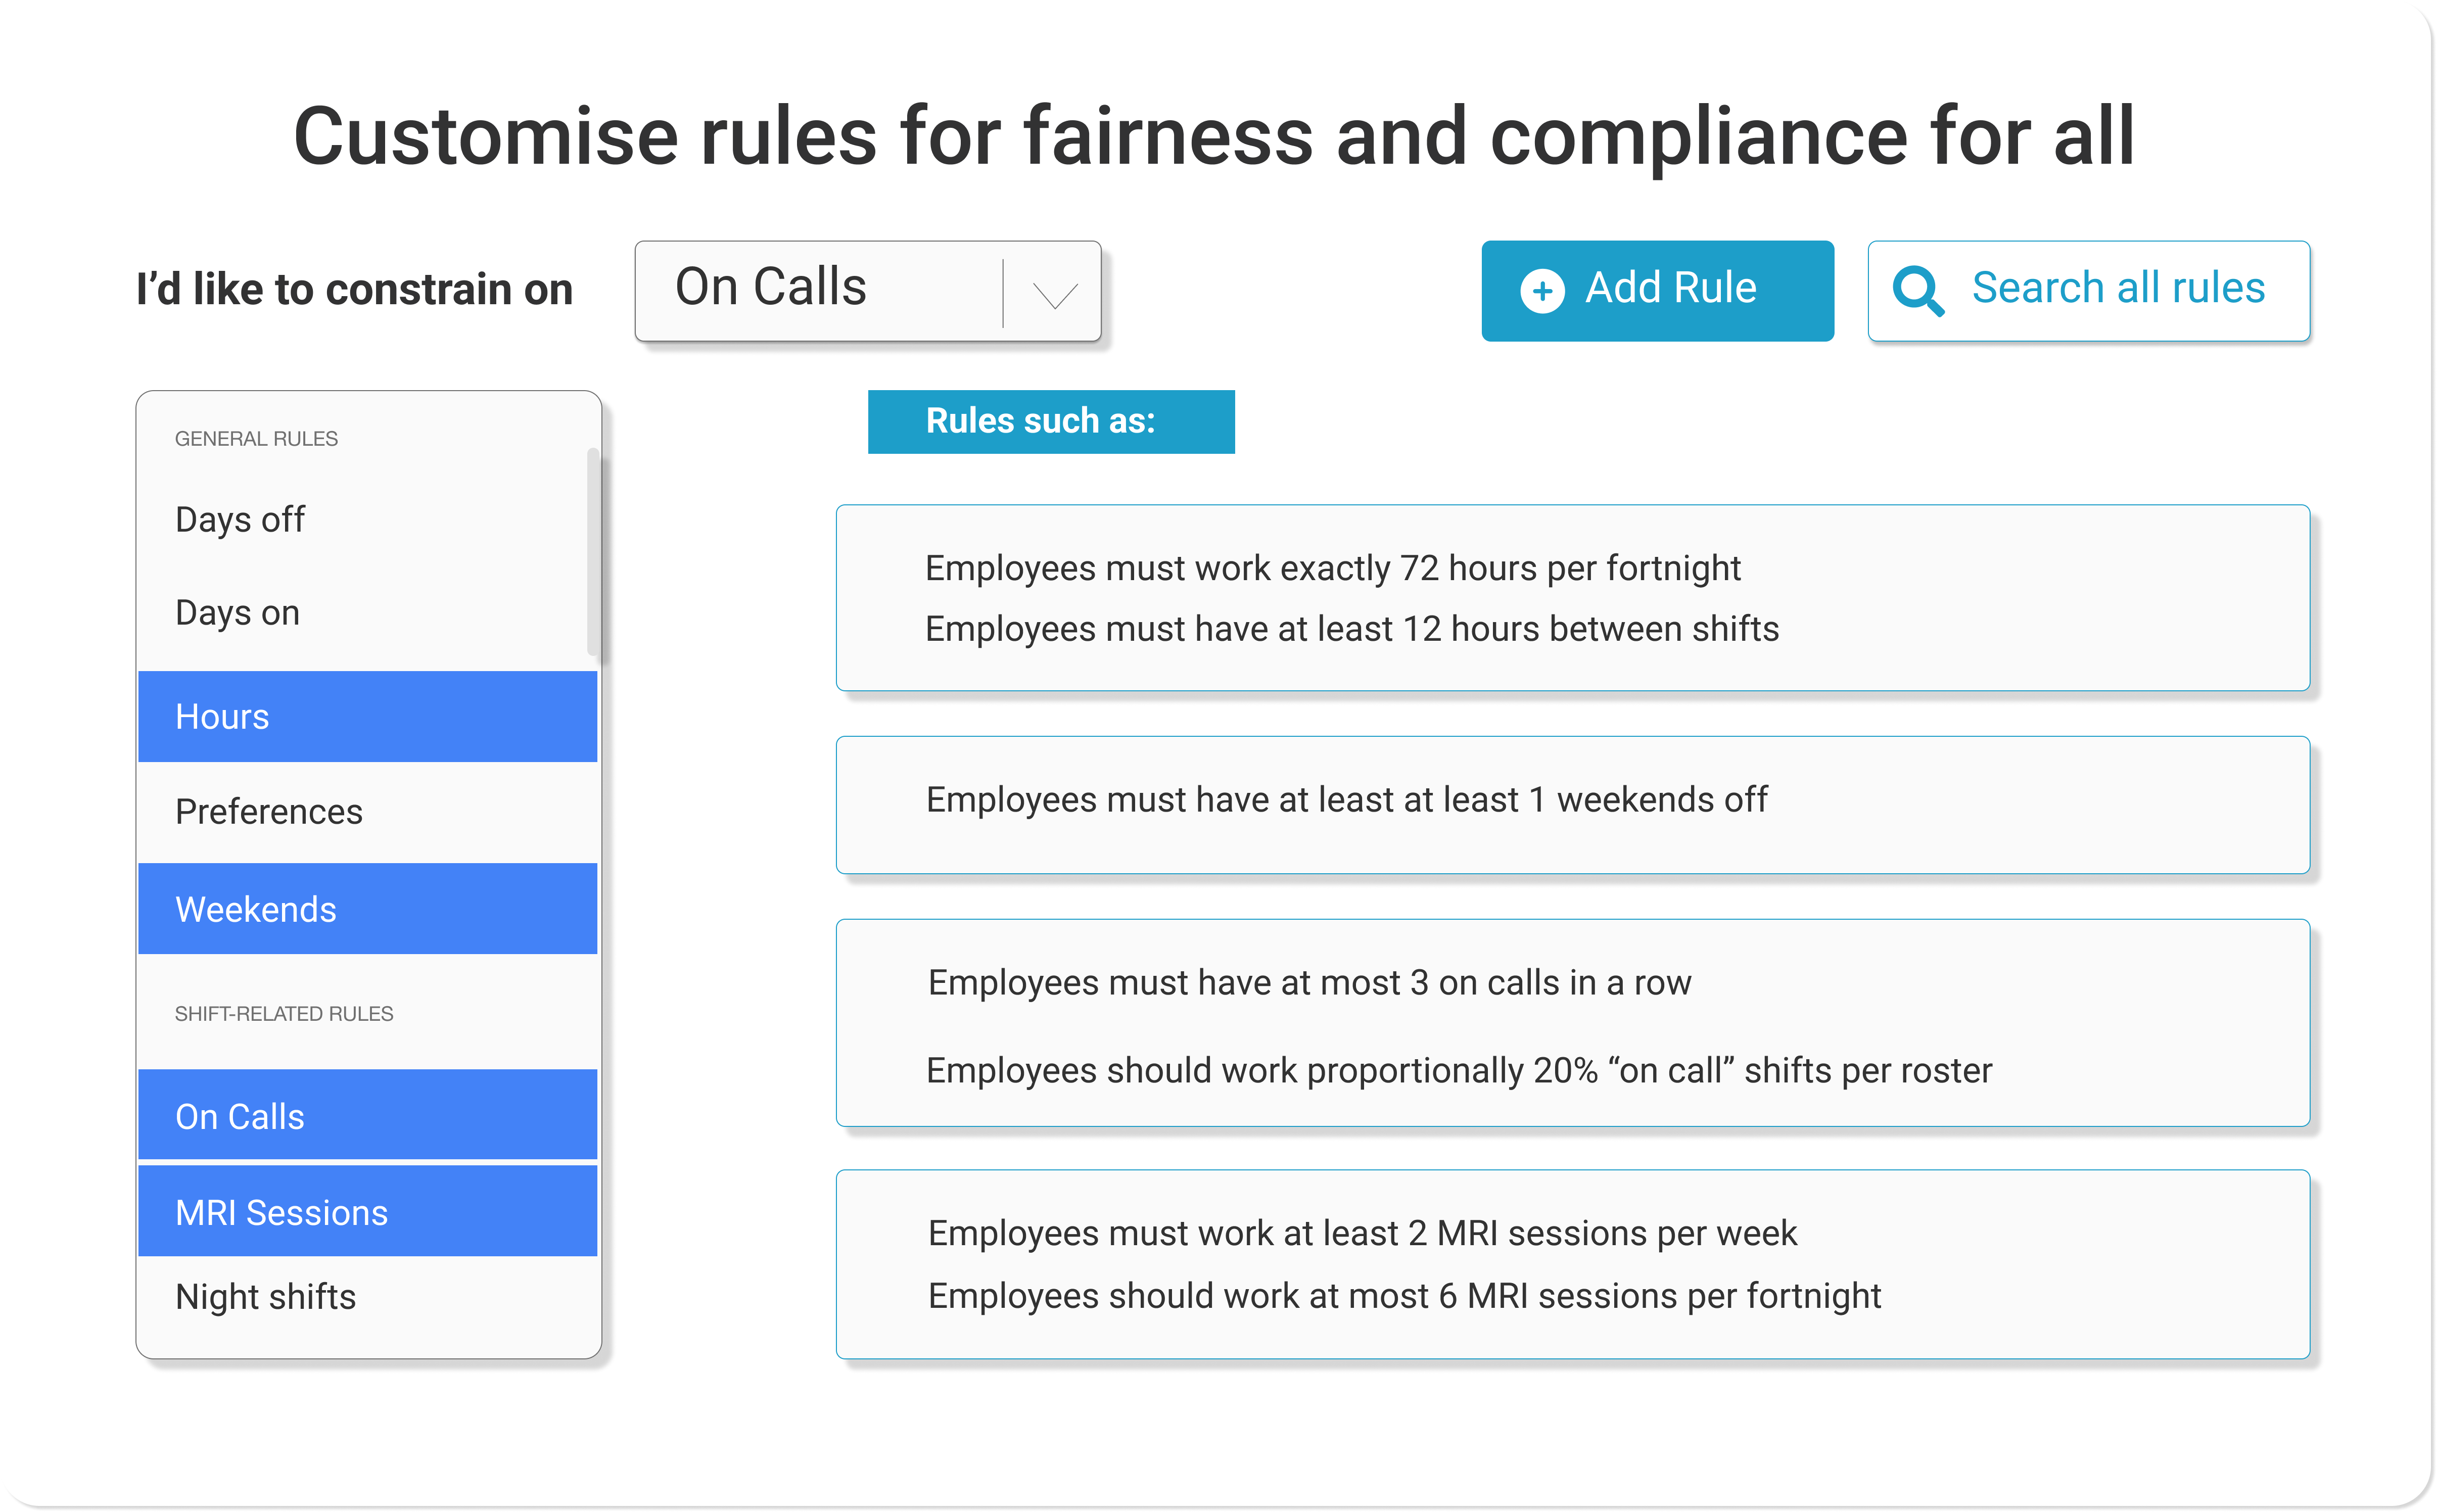 Customise rules for fairness and compliance for all
I’d like to constrain on
On Calls
Add Rule
Search all rules
GENERAL RULES
Days off
Days on
Hours
Preferences
Weekends
SHIFT-RELATED RULES
On Calls
MRI Sessions
Night shifts
Rules such as:
Employees must work exactly 72 hours per fortnight
Employees must have at least 12 hours between shifts
Employees must have at least at least 1 weekends off
Employees must have at most 3 on calls in a row
Employees should work proportionally 20% “on call” shifts per roster
Employees must work at least 2 MRI sessions per week
Employees should work at most 6 MRI sessions per fortnight